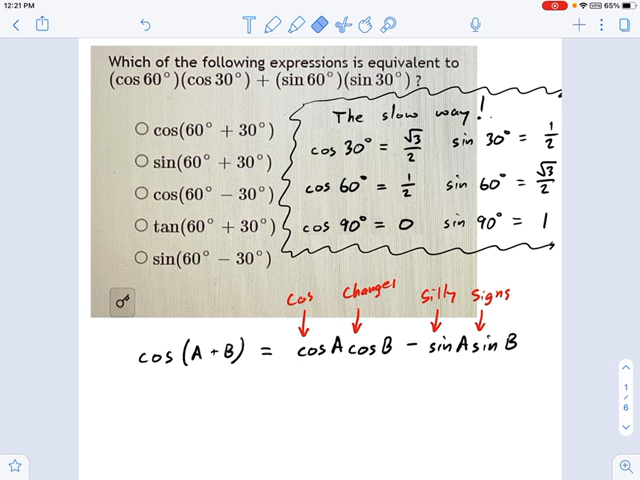 12:21 PM
65%
Which of the following expressions is equivalent to
(cos 60°)(cos 30°) + (sin 60°)(sin 30°) ?
The slow way!
cos(60° + 30°)
sin(60° + 30°)
cos(60° − 30°)
tan(60° + 30°)
sin(60° − 30°)
cos 30° = √3/2 sin 30° = 1/2
cos 60° = 1/2 sin 60° = √3/2
cos 90° = 0 sin 90° = 1
Cos Changes Silly Signs
cos (A + B) = cos A cos B − sin A sin B
1
/
6